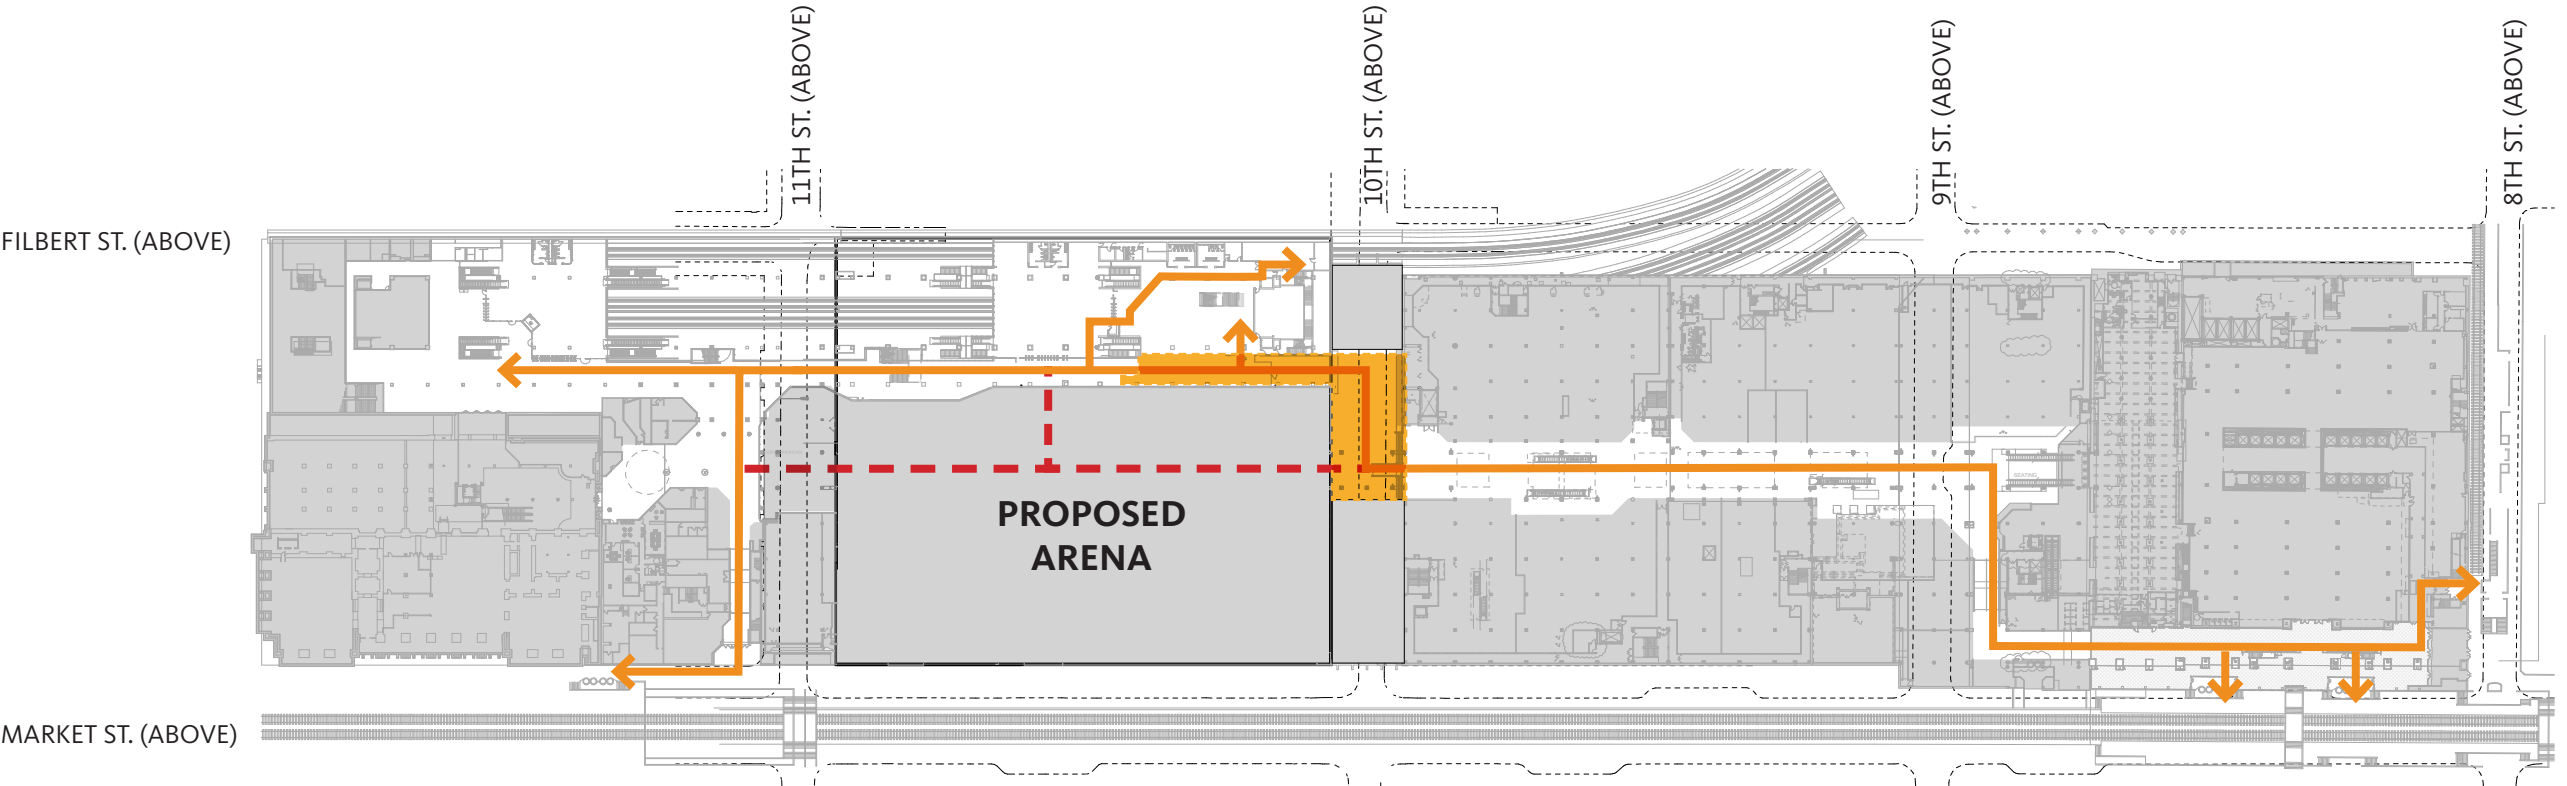 11TH ST. (ABOVE)
10TH ST. (ABOVE)
9TH ST. (ABOVE)
8TH ST. (ABOVE)
FILBERT ST. (ABOVE)
SEATING
PROPOSED
ARENA
MARKET ST. (ABOVE)